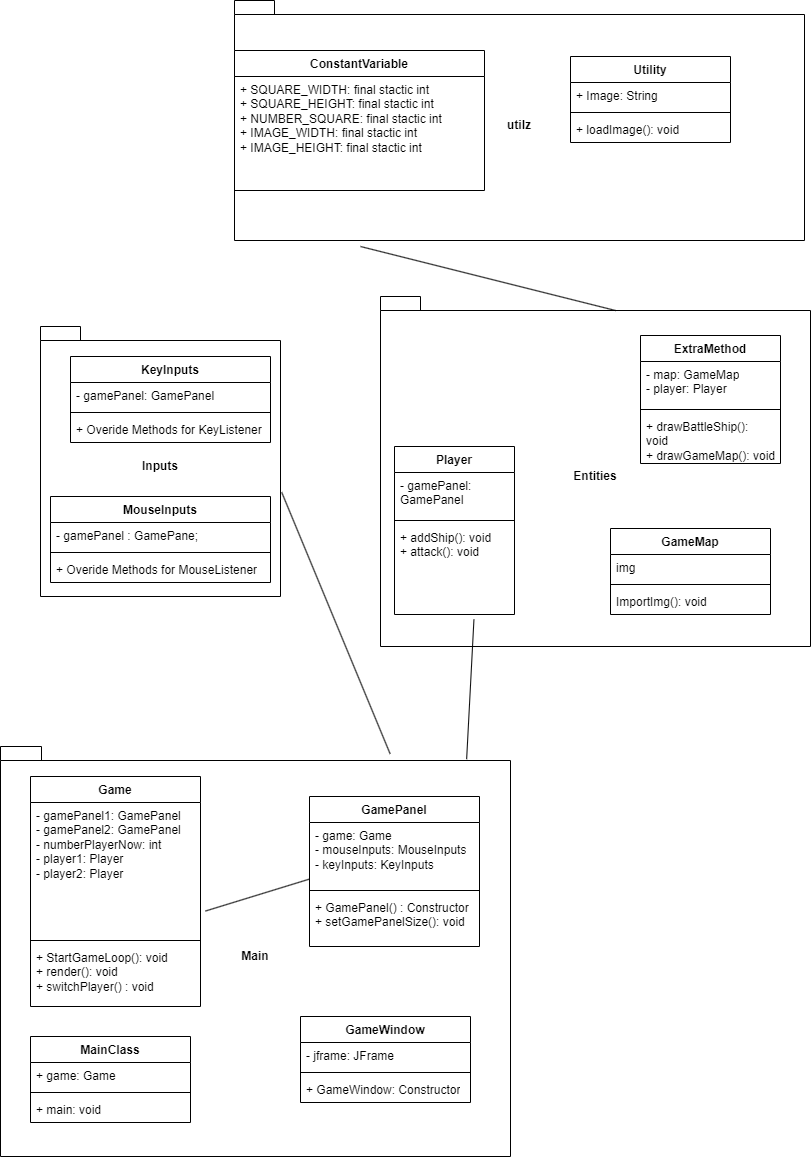 ConstantVariable
+ SQUARE_WIDTH: final stactic int
+ SQUARE_HEIGHT: final stactic int
+ NUMBER_SQUARE: final stactic int
+ IMAGE_WIDTH: final stactic int
+ IMAGE_HEIGHT: final stactic int
utilz
Utility
+ Image: String
+ loadImage(): void
KeyInputs
- gamePanel: GamePanel
+ Overide Methods for KeyListener
Inputs
MouseInputs
- gamePanel : GamePane;
+ Overide Methods for MouseListener
ExtraMethod
- map: GameMap
- player: Player
+ drawBattleShip():
void
+ drawGameMap(): void
Player
- gamePanel:
GamePanel
+ addShip(): void
+ attack(): void
Entities
GameMap
img
ImportImg(): void
Game
- gamePanel1: GamePanel
- gamePanel2: GamePanel
- numberPlayerNow: int
- player1: Player
- player2: Player
+ StartGameLoop(): void
+ render(): void
+ switchPlayer() : void
GamePanel
- game: Game
- mouseInputs: MouseInputs
- keyInputs: KeyInputs
+ GamePanel() : Constructor
+ setGamePanelSize(): void
Main
MainClass
+ game: Game
+ main: void
GameWindow
- jframe: JFrame
+ GameWindow: Constructor